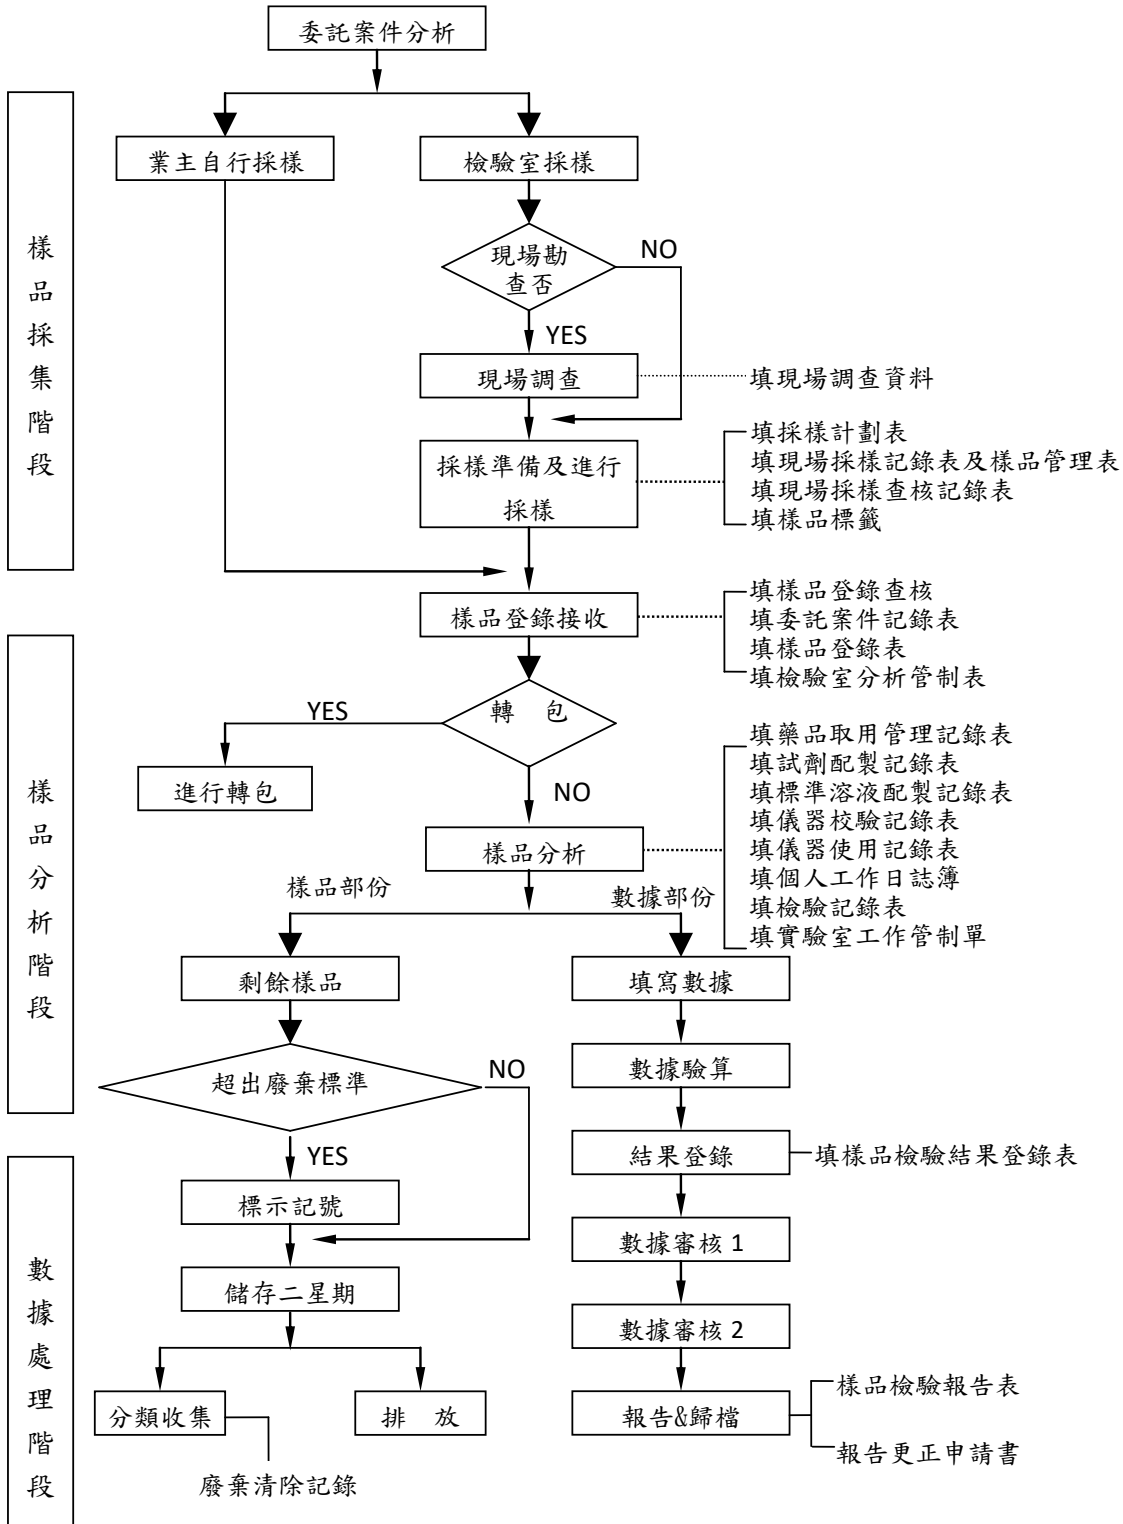 委託案件分析
業主自行採樣
檢驗室採樣
樣品採集階段
現場勘
查否
NO
YES
現場調查
填現場調查資料
採樣準備及進行
採樣
填採樣計劃表
填現場採樣記錄表及樣品管理表
填現場採樣查核記錄表
填樣品標籤
樣品登錄接收
填樣品登錄查核
填委託案件記錄表
填樣品登錄表
填檢驗室分析管制表
樣品分析階段
轉 包
YES
進行轉包
NO
樣品分析
填藥品取用管理記錄表
填試劑配製記錄表
填標準溶液配製記錄表
填儀器校驗記錄表
填儀器使用記錄表
填個人工作日誌簿
填檢驗記錄表
填實驗室工作管制單
樣品部份
數據部份
剩餘樣品
填寫數據
超出廢棄標準
NO
數據驗算
YES
結果登錄
填樣品檢驗結果登錄表
標示記號
數據審核 1
數據處理階段
儲存二星期
數據審核 2
分類收集
排 放
報告&歸檔
樣品檢驗報告表
報告更正申請書
廢棄清除記錄